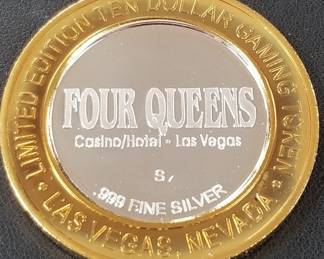 LIMITED EDITION TEN DOLLAR GAMING TOKEN
FOUR QUEENS
Casino/Hotel - Las Vegas
S
.999 FINE SILVER
• LAS VEGAS, NEVADA •